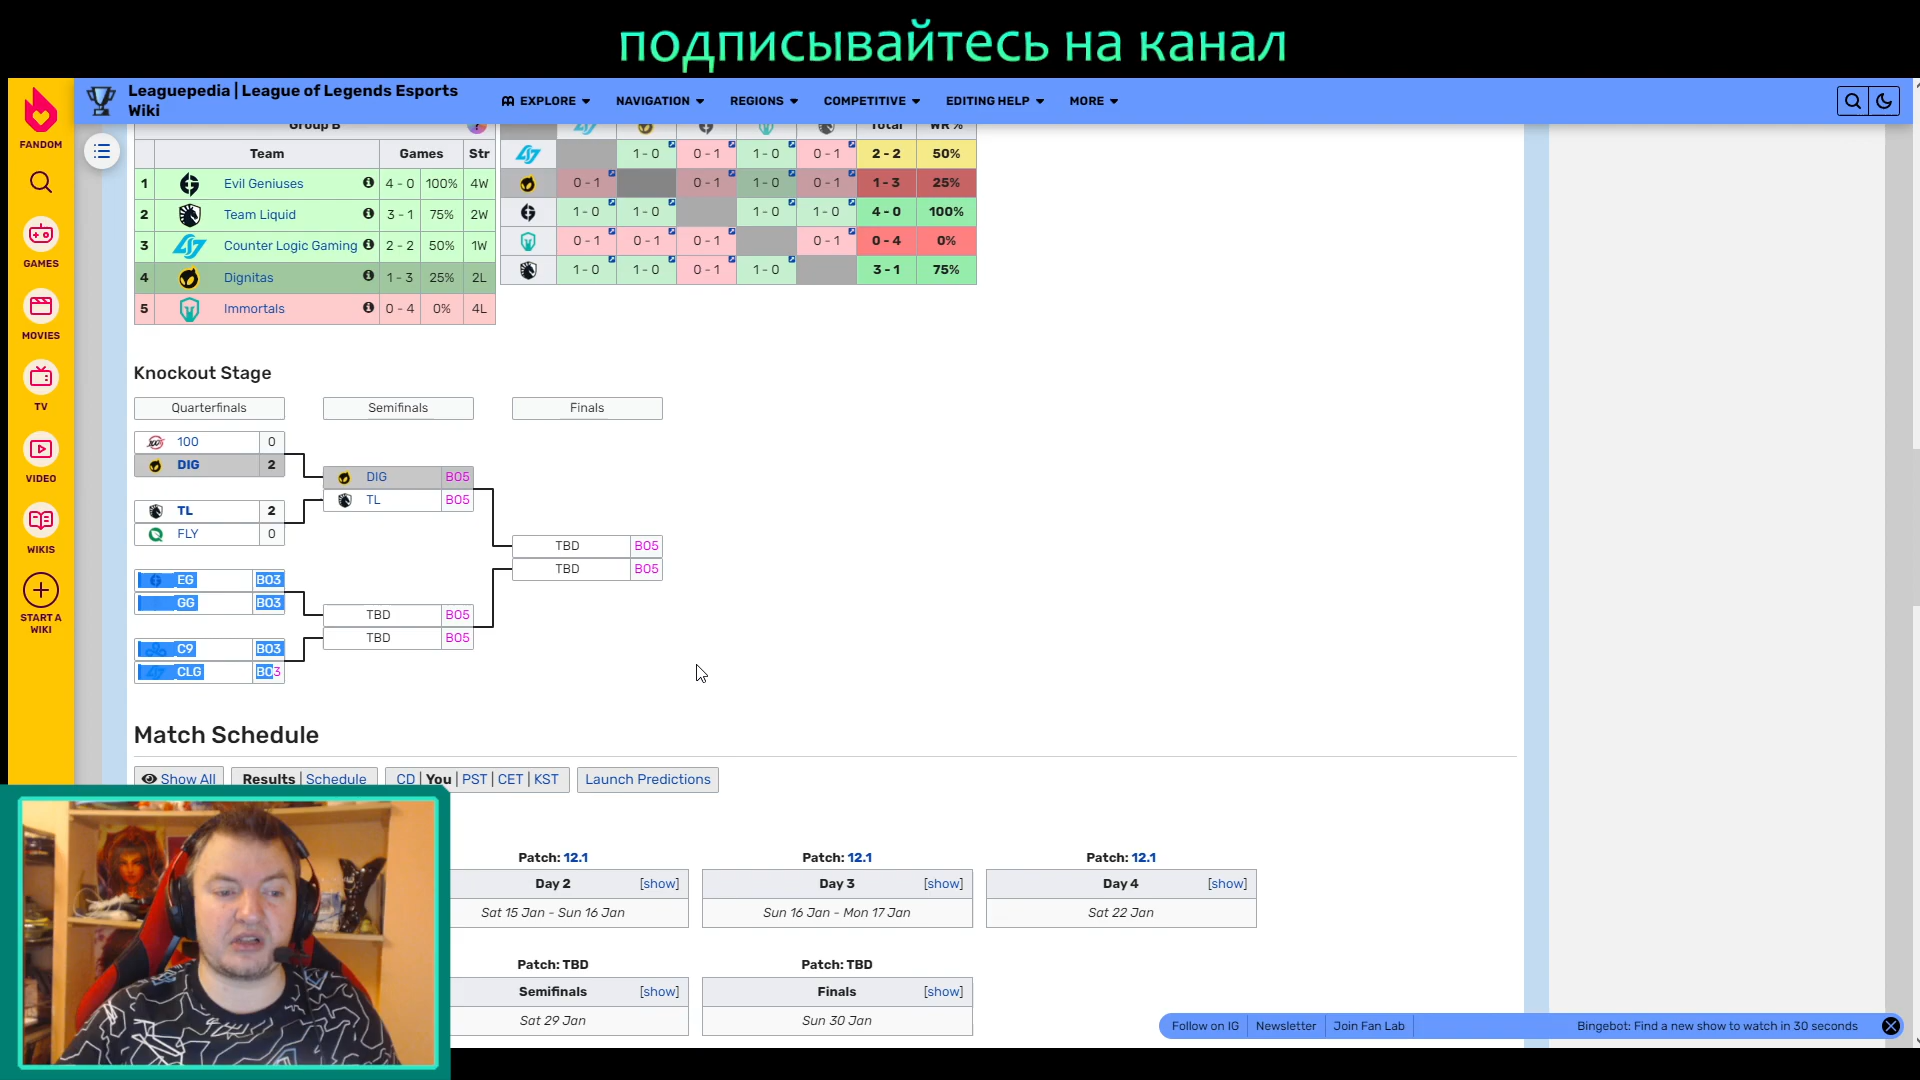 подписывайтесь на канал
FANDOM
Leaguepedia | League of Legends Esports
Wiki
EXPLORE NAVIGATION REGIONS COMPETITIVE EDITING HELP MORE
GAMES
MOVIES
TV
VIDEO
WIKIS
START A
WIKI
Group B
Team Games Str
1 Evil Geniuses 4 - 0 100% 4W
2 Team Liquid 3 - 1 75% 2W
3 Counter Logic Gaming 2 - 2 50% 1W
4 Dignitas 1 - 3 25% 2L
5 Immortals 0 - 4 0% 4L
Total WR %
1 - 0 0 - 1 1 - 0 0 - 1 2 - 2 50%
0 - 1 0 - 1 1 - 0 0 - 1 1 - 3 25%
1 - 0 1 - 0 1 - 0 1 - 0 4 - 0 100%
0 - 1 0 - 1 0 - 1 0 - 1 0 - 4 0%
1 - 0 1 - 0 0 - 1 1 - 0 3 - 1 75%
Knockout Stage
Quarterfinals Semifinals Finals
100 0
DIG 2
TL 2
FLY 0
EG BO3
GG BO3
C9 BO3
CLG BO3
DIG BO5
TL BO5
TBD BO5
TBD BO5
TBD BO5
TBD BO5
Match Schedule
Show All Results | Schedule CD | You | PST | CET | KST Launch Predictions
Patch: 12.1 Patch: 12.1 Patch: 12.1
Day 2 [show] Day 3 [show] Day 4 [show]
Sat 15 Jan - Sun 16 Jan Sun 16 Jan - Mon 17 Jan Sat 22 Jan
Patch: TBD Patch: TBD
Semifinals [show] Finals [show]
Sat 29 Jan Sun 30 Jan
Follow on IG Newsletter Join Fan Lab Bingebot: Find a new show to watch in 30 seconds